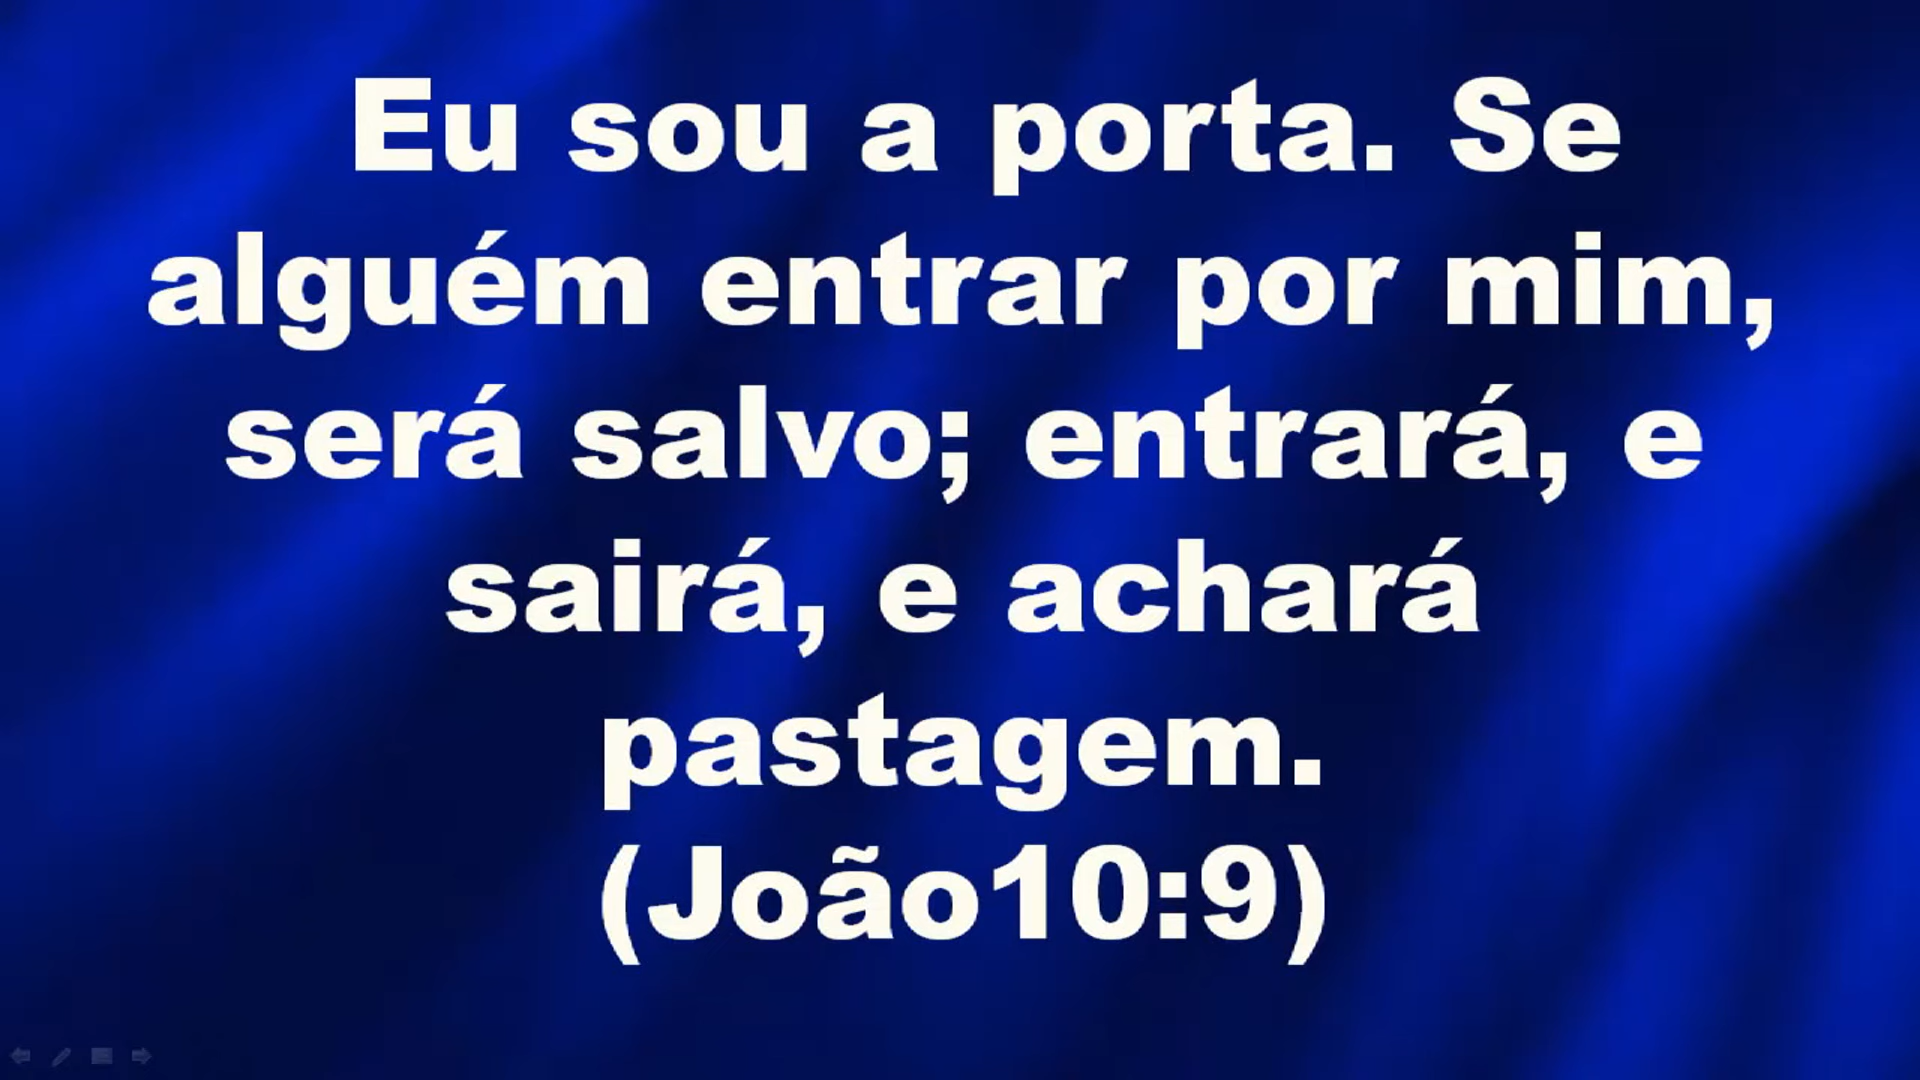 Eu sou a porta. Se
alguém entrar por mim,
será salvo; entrará, e
sairá, e achará
pastagem.
(João10:9)